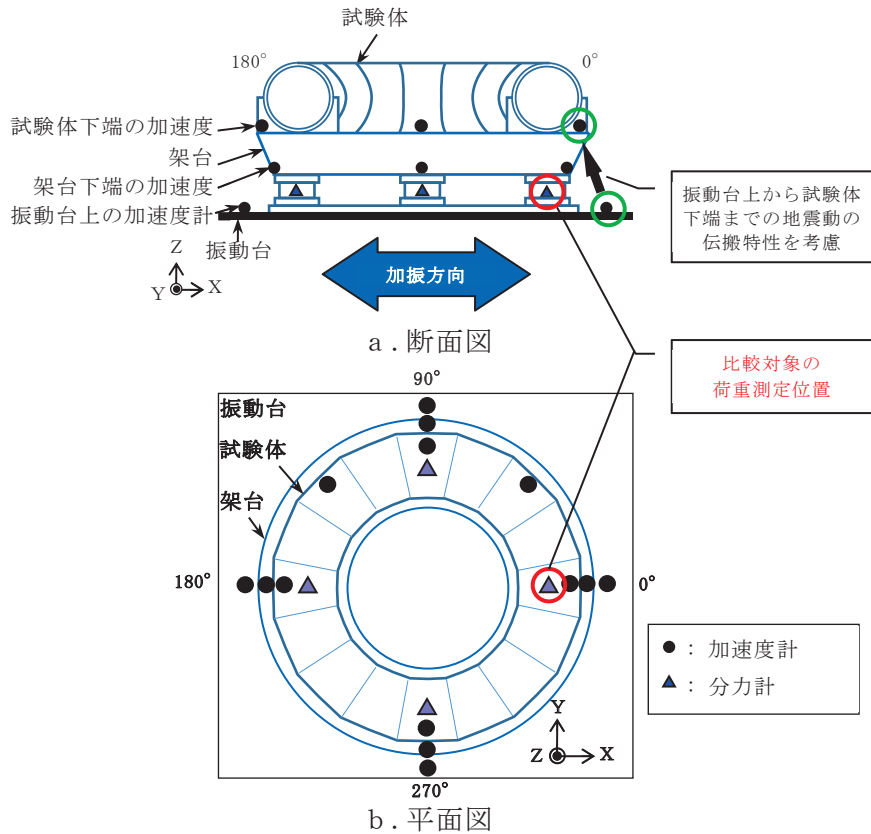 試験体
180°
0°
試験体下端の加速度
架台
架台下端の加速度
振動台上の加速度計
振動台
Z
Y
X
加振方向
振動台上から試験体
下端までの地震動の
伝搬特性を考慮
a．断面図
比較対象の
荷重測定位置
90°
振動台
試験体
架台
180°
0°
●：加速度計
▲：分力計
Y
Z
X
270°
b．平面図